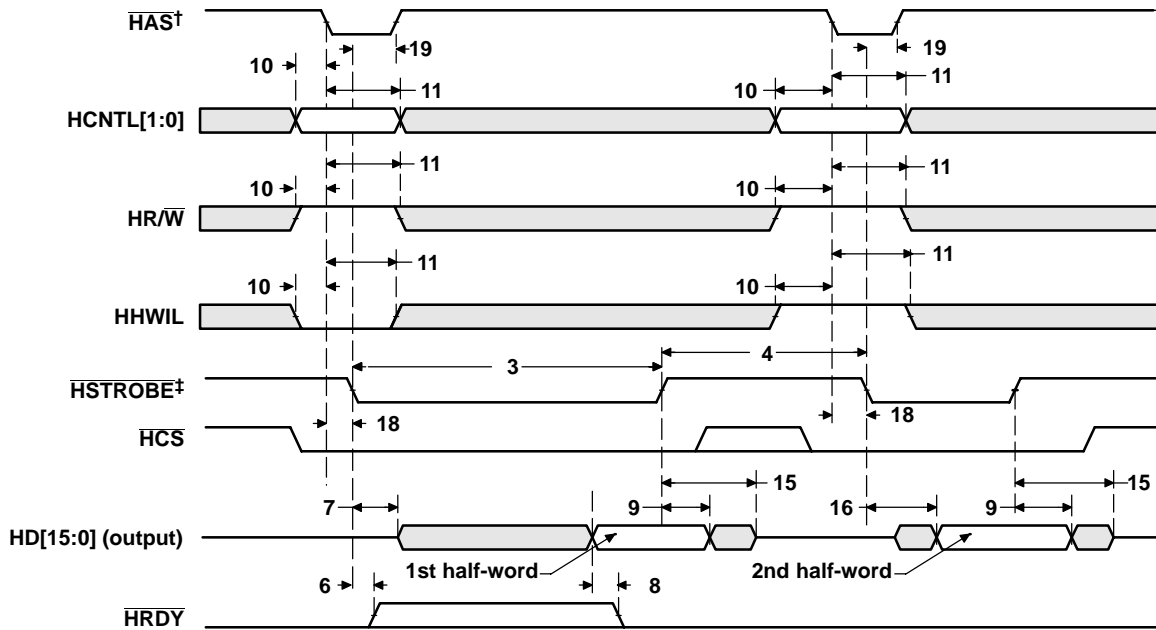 HAS†
19
19
10
11
10
11
HCNTL[1:0]
11
11
10
10
HR/W
11
11
10
10
HHWIL
3
4
HSTROBE‡
18
18
HCS
15
15
7
9
16
9
HD[15:0] (output)
1st half-word
2nd half-word
6
8
HRDY